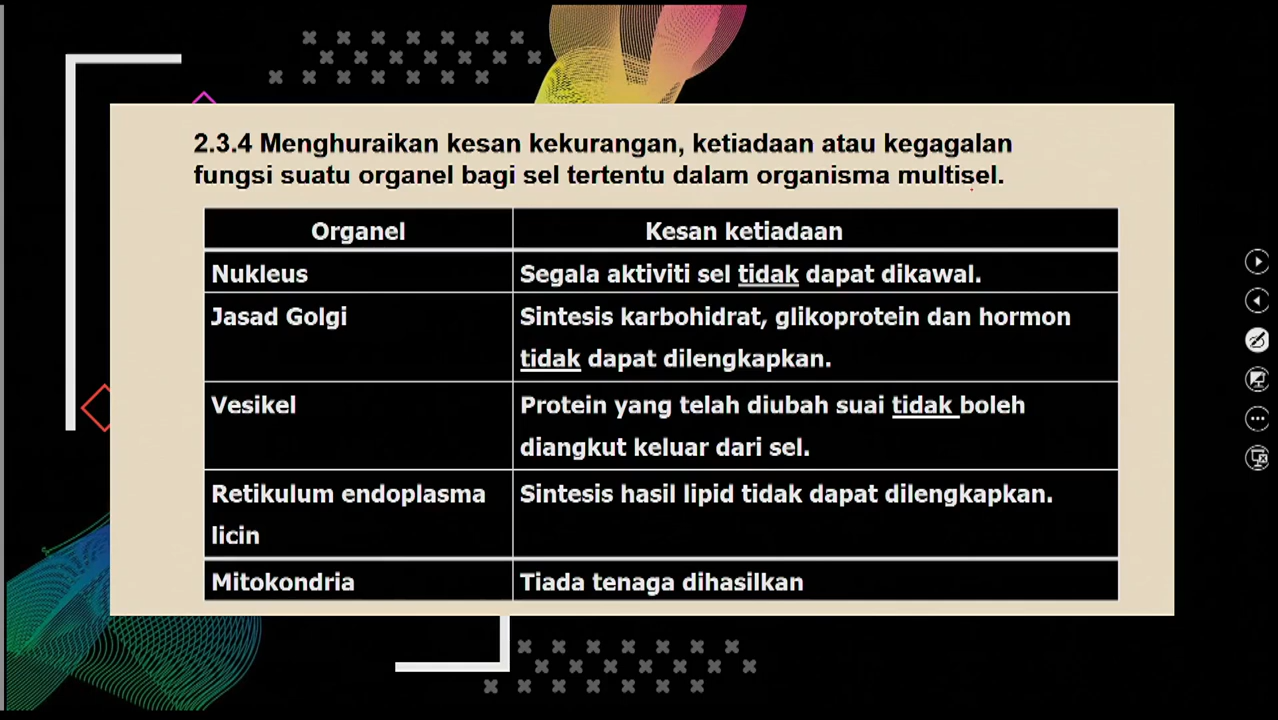 2.3.4 Menghuraikan kesan kekurangan, ketiadaan atau kegagalan
fungsi suatu organel bagi sel tertentu dalam organisma multisel.
Organel
Kesan ketiadaan
Nukleus
Segala aktiviti sel tidak dapat dikawal.
Jasad Golgi
Sintesis karbohidrat, glikoprotein dan hormon
tidak dapat dilengkapkan.
Vesikel
Protein yang telah diubah suai tidak boleh
diangkut keluar dari sel.
Retikulum endoplasma
licin
Sintesis hasil lipid tidak dapat dilengkapkan.
Mitokondria
Tiada tenaga dihasilkan